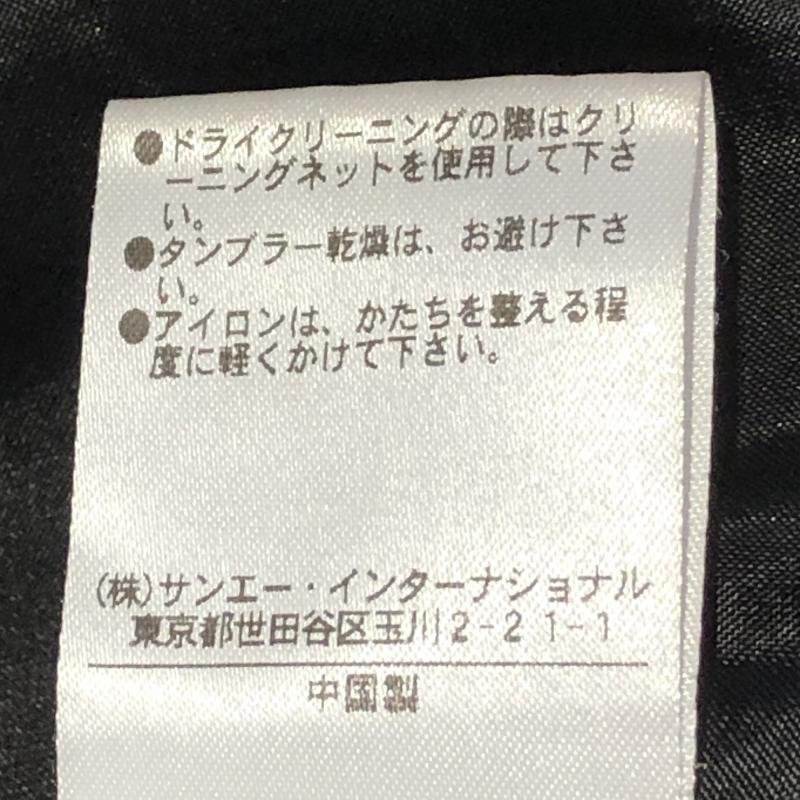 ●ドライクリーニングの際はクリ
ーニングネットを使用して下さ
い。
●タンブラー乾燥は、お避け下さ
い。
●アイロンは、かたちを整える程
度に軽くかけて下さい。
(株)サンエー・インターナショナル
東京都世田谷区玉川2-21-1
中国製